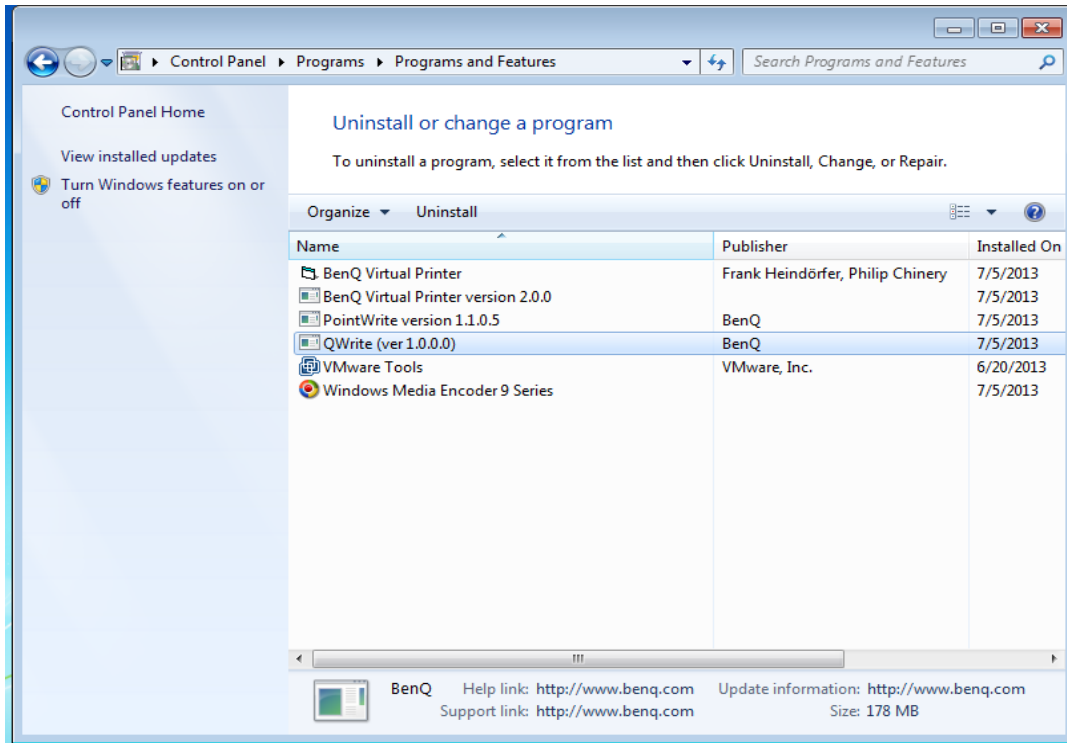 Control Panel Programs Programs and Features Search Programs and Features
Control Panel Home
View installed updates
Turn Windows features on or
off
Uninstall or change a program
To uninstall a program, select it from the list and then click Uninstall, Change, or Repair.
Organize Uninstall
Name Publisher Installed On
BenQ Virtual Printer Frank Heindörfer, Philip Chinery 7/5/2013
BenQ Virtual Printer version 2.0.0 7/5/2013
PointWrite version 1.1.0.5 BenQ 7/5/2013
QWrite (ver 1.0.0.0) BenQ 7/5/2013
VMware Tools VMware, Inc. 6/20/2013
Windows Media Encoder 9 Series 7/5/2013
BenQ Help link: http://www.benq.com Update information: http://www.benq.com
Support link: http://www.benq.com Size: 178 MB